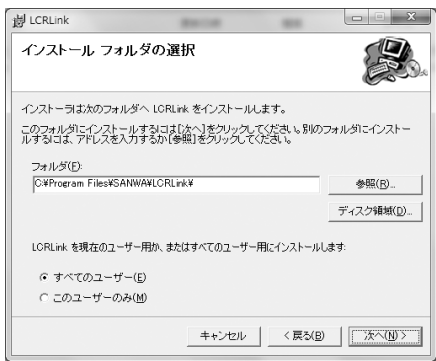 LCRLink
インストール フォルダの選択
インストーラは次のフォルダへ LCRLink をインストールします。
このフォルダにインストールするには[次へ]をクリックしてください。別のフォルダにインストー
ルするには、アドレスを入力するか[参照]をクリックしてください。
フォルダ(F):
C:¥Program Files¥SANWA¥LCRLink¥
参照(R)...
ディスク領域(D)...
LCRLink を現在のユーザー用か、またはすべてのユーザー用にインストールします:
すべてのユーザー(E)
このユーザーのみ(M)
キャンセル
< 戻る(B)
次へ(N) >